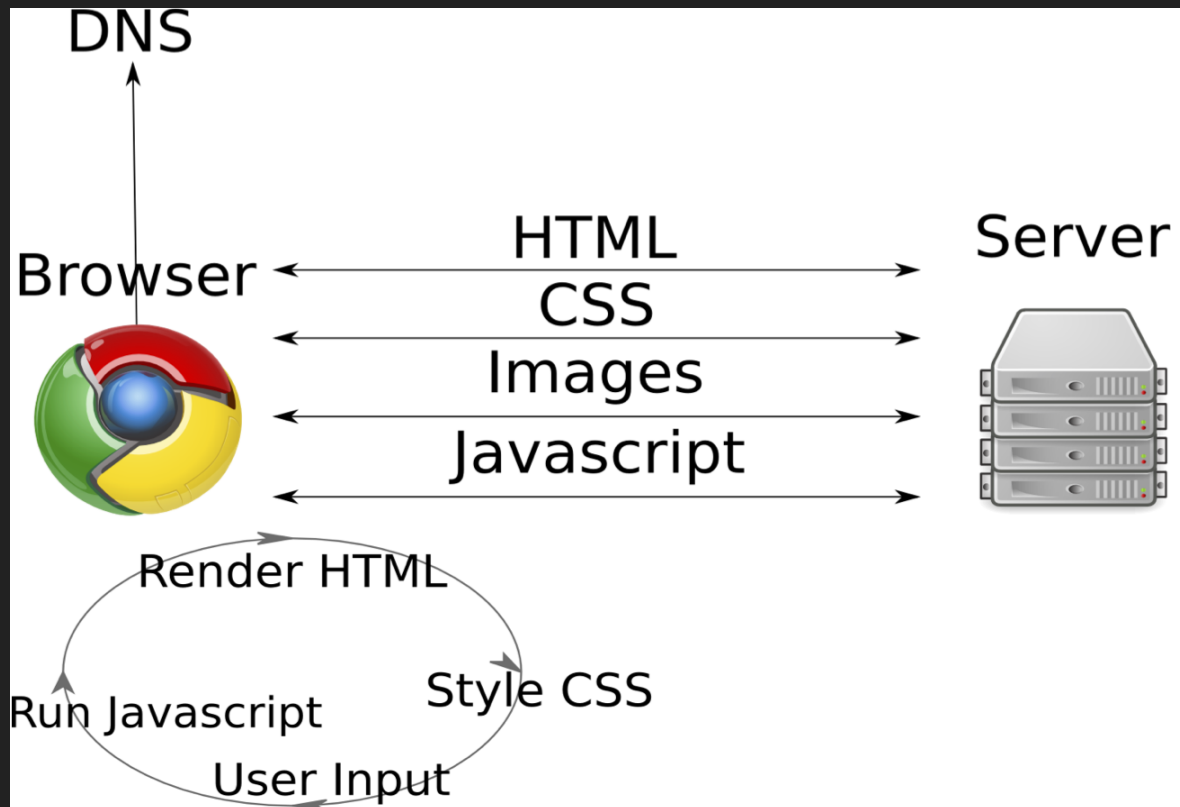 DNS
Browser
HTML
CSS
Images
Javascript
Server
Render HTML
Style CSS
User Input
Run Javascript